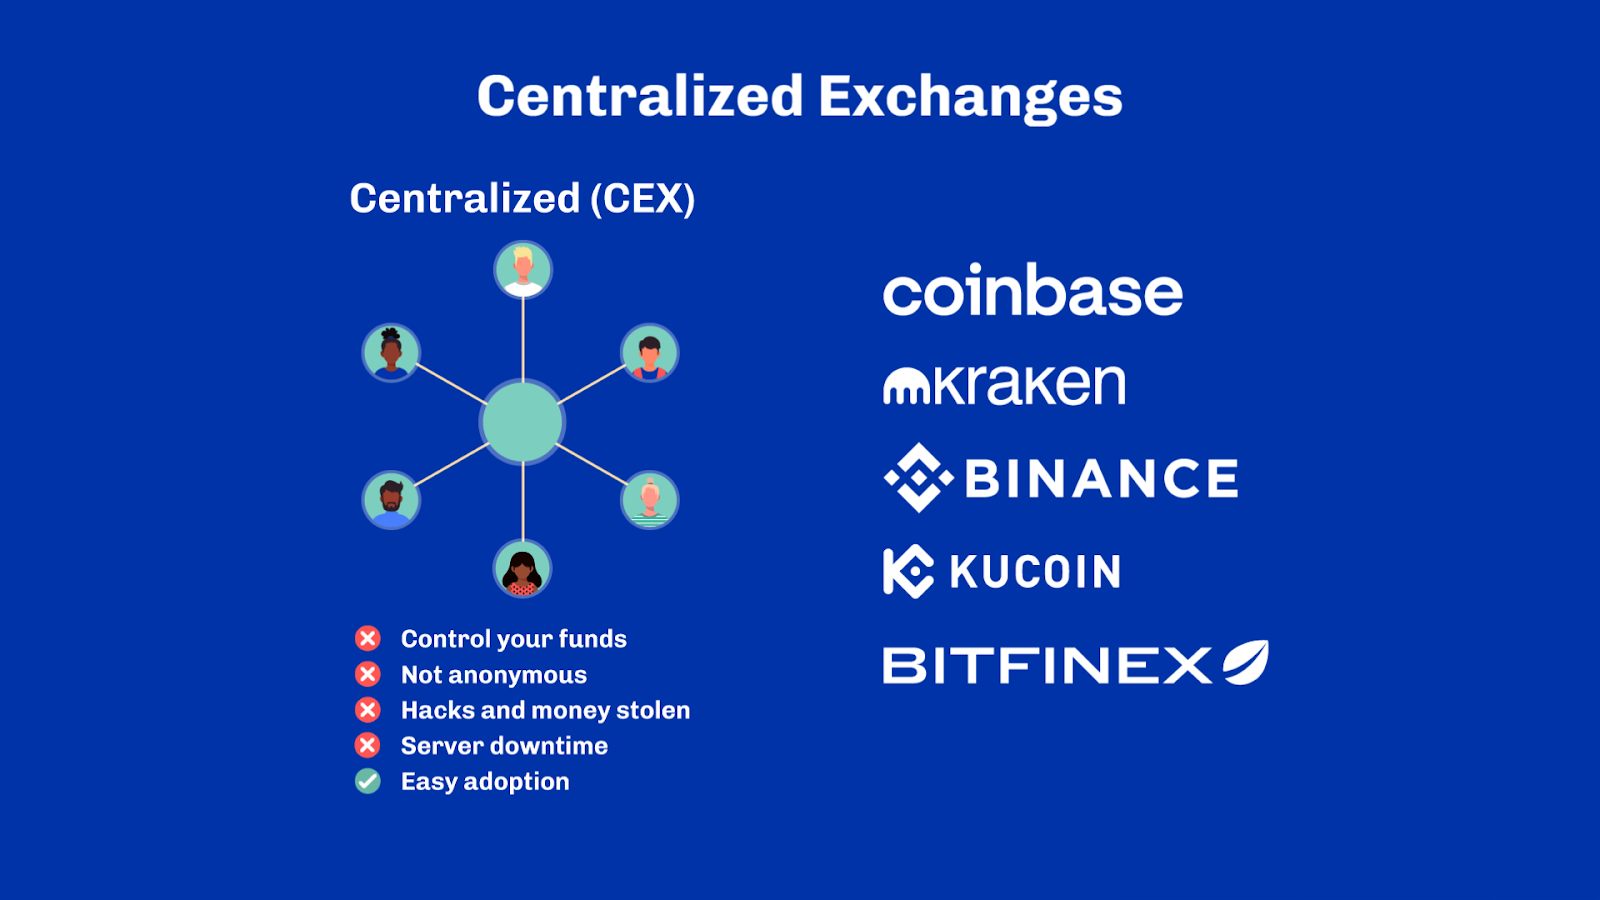 Centralized Exchanges
Centralized (CEX)
Control your funds
Not anonymous
Hacks and money stolen
Server downtime
Easy adoption
coinbase
kraken
BINANCE
KUCOIN
BITFINEX